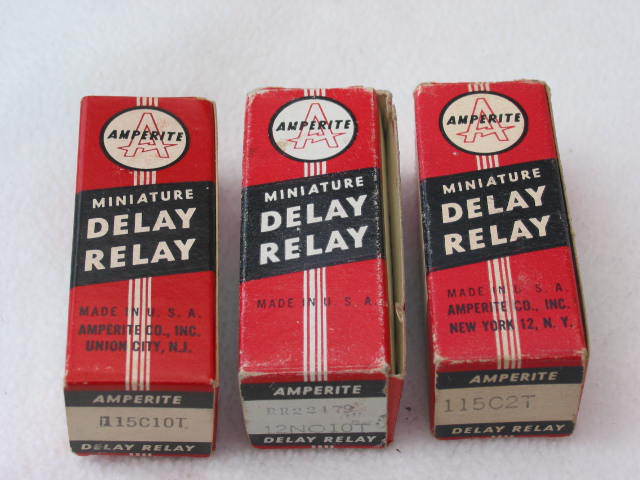 AMPERITE
MINIATURE
DELAY
RELAY
MADE IN U. S. A.
AMPERITE CO., INC.
UNION CITY, N.J.
AMPERITE
115C10T
DELAY RELAY
AMPERITE
MINIATURE
DELAY
RELAY
MADE IN U. S. A.
AMPERITE
RR22479
12NO10T
DELAY RELAY
AMPERITE
MINIATURE
DELAY
RELAY
MADE IN U. S. A.
AMPERITE CO., INC.
NEW YORK 12, N. Y.
AMPERITE
115C2T
DELAY RELAY